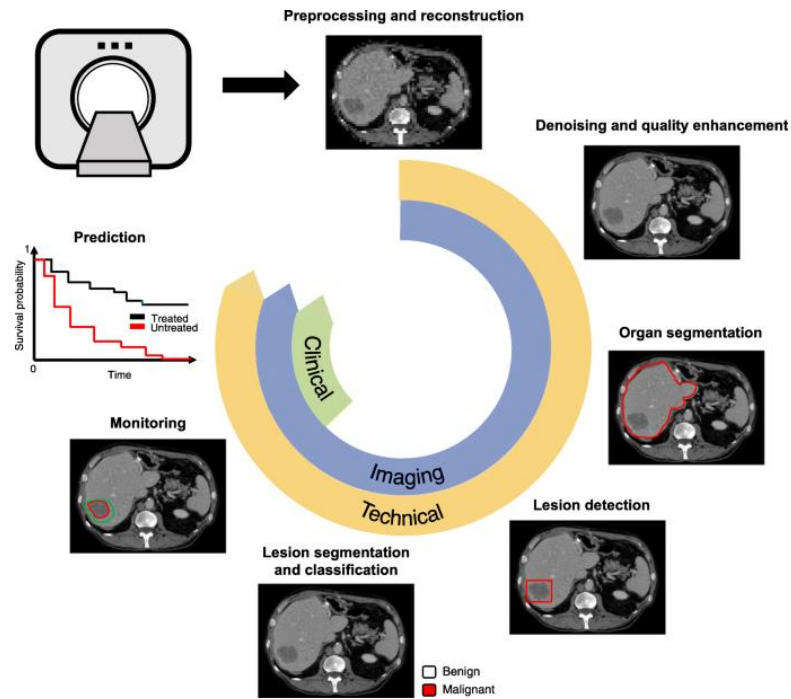 Preprocessing and reconstruction
Denoising and quality enhancement
Organ segmentation
Lesion detection
Lesion segmentation
and classification
Benign
Malignant
Monitoring
Prediction
1
Survival probability
Treated
Untreated
0
Time
Clinical
Imaging
Technical